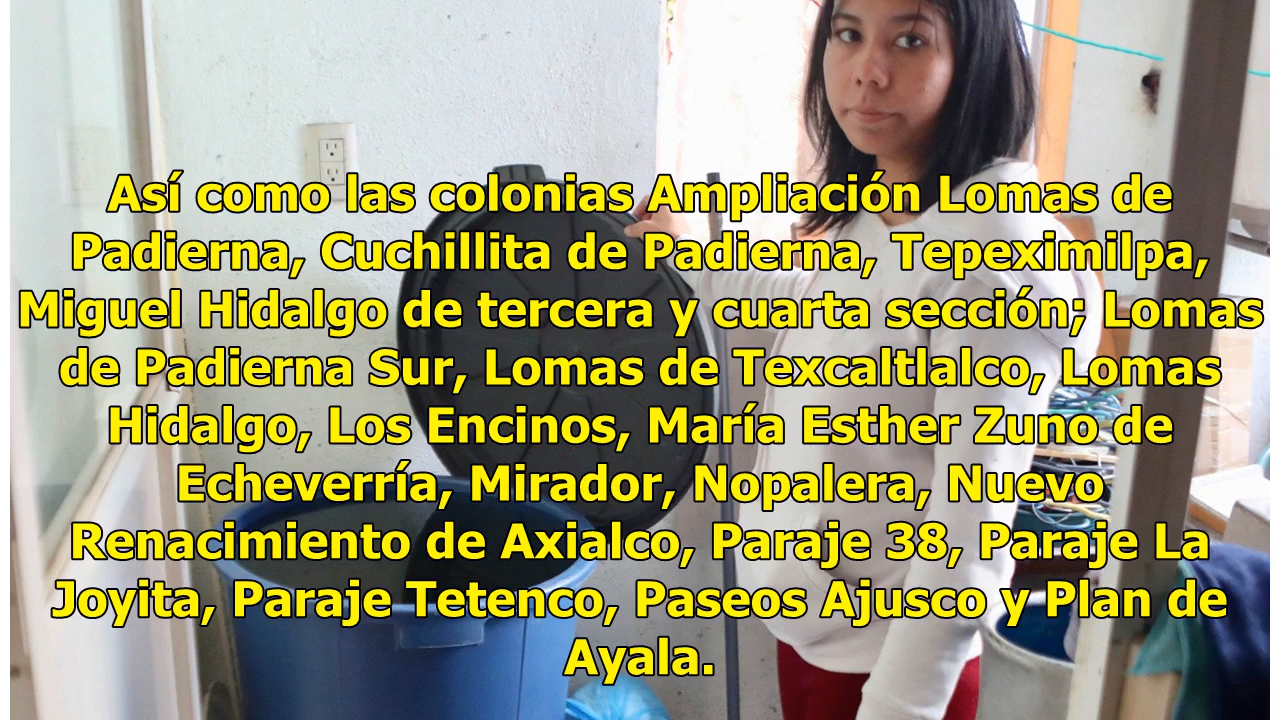 Así como las colonias Ampliación Lomas de
Padierna, Cuchillita de Padierna, Tepeximilpa,
Miguel Hidalgo de tercera y cuarta sección; Lomas
de Padierna Sur, Lomas de Texcaltlalco, Lomas
Hidalgo, Los Encinos, María Esther Zuno de
Echeverría, Mirador, Nopalera, Nuevo
Renacimiento de Axialco, Paraje 38, Paraje La
Joyita, Paraje Tetenco, Paseos Ajusco y Plan de
Ayala.